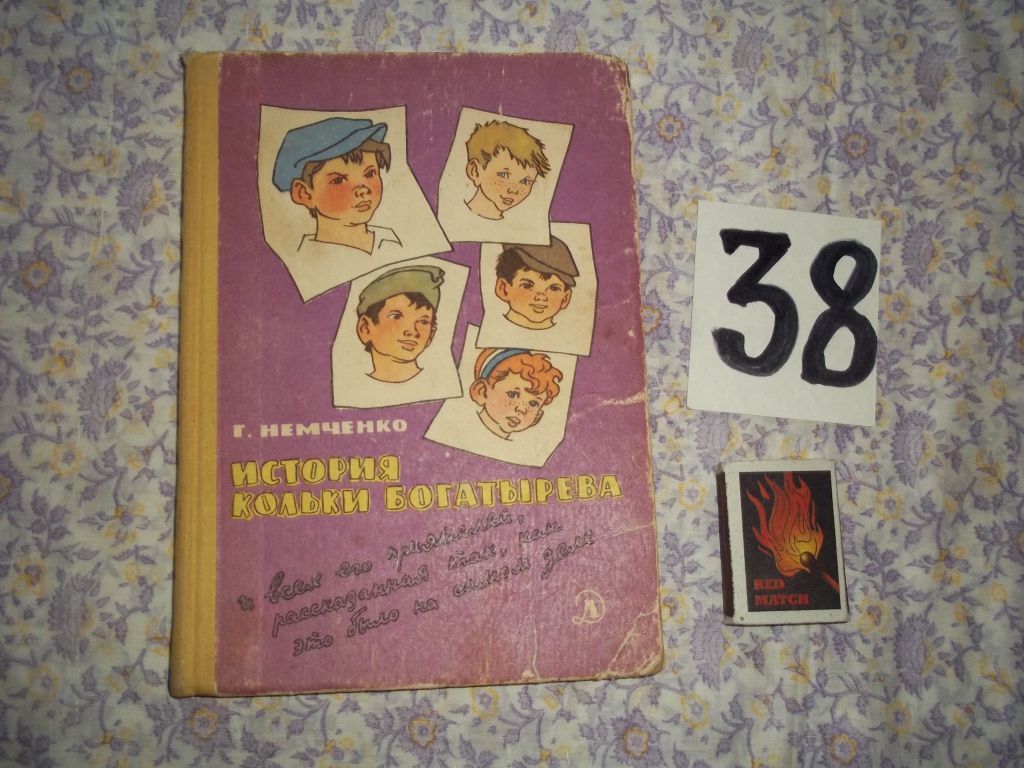 Г. НЕМЧЕНКО
ИСТОРИЯ
КОЛЬКИ БОГАТЫРЕВА
и всех его приятелей,
рассказанная так, как
это было на самом деле
Д
38
RED
MATCH